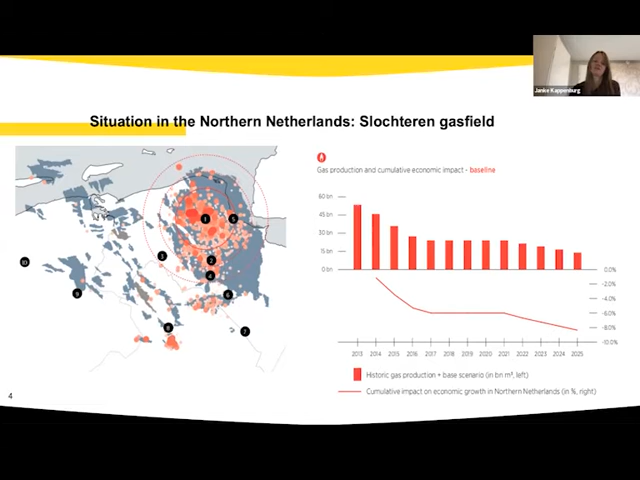 Janike Kappenburg
Situation in the Northern Netherlands: Slochteren gasfield
Gas production and cumulative economic impact - baseline
60 bn
45 bn
30 bn
15 bn
0 bn
0.0%
-2.0%
-4.0%
-6.0%
-8.0%
-10.0%
2013 2014 2015 2016 2017 2018 2019 2020 2021 2022 2023 2024 2025
Historic gas production + base scenario (in bn m³, left)
Cumulative impact on economic growth in Northern Netherlands (in %, right)
1
5
3
2
4
10
9
6
8
7
4